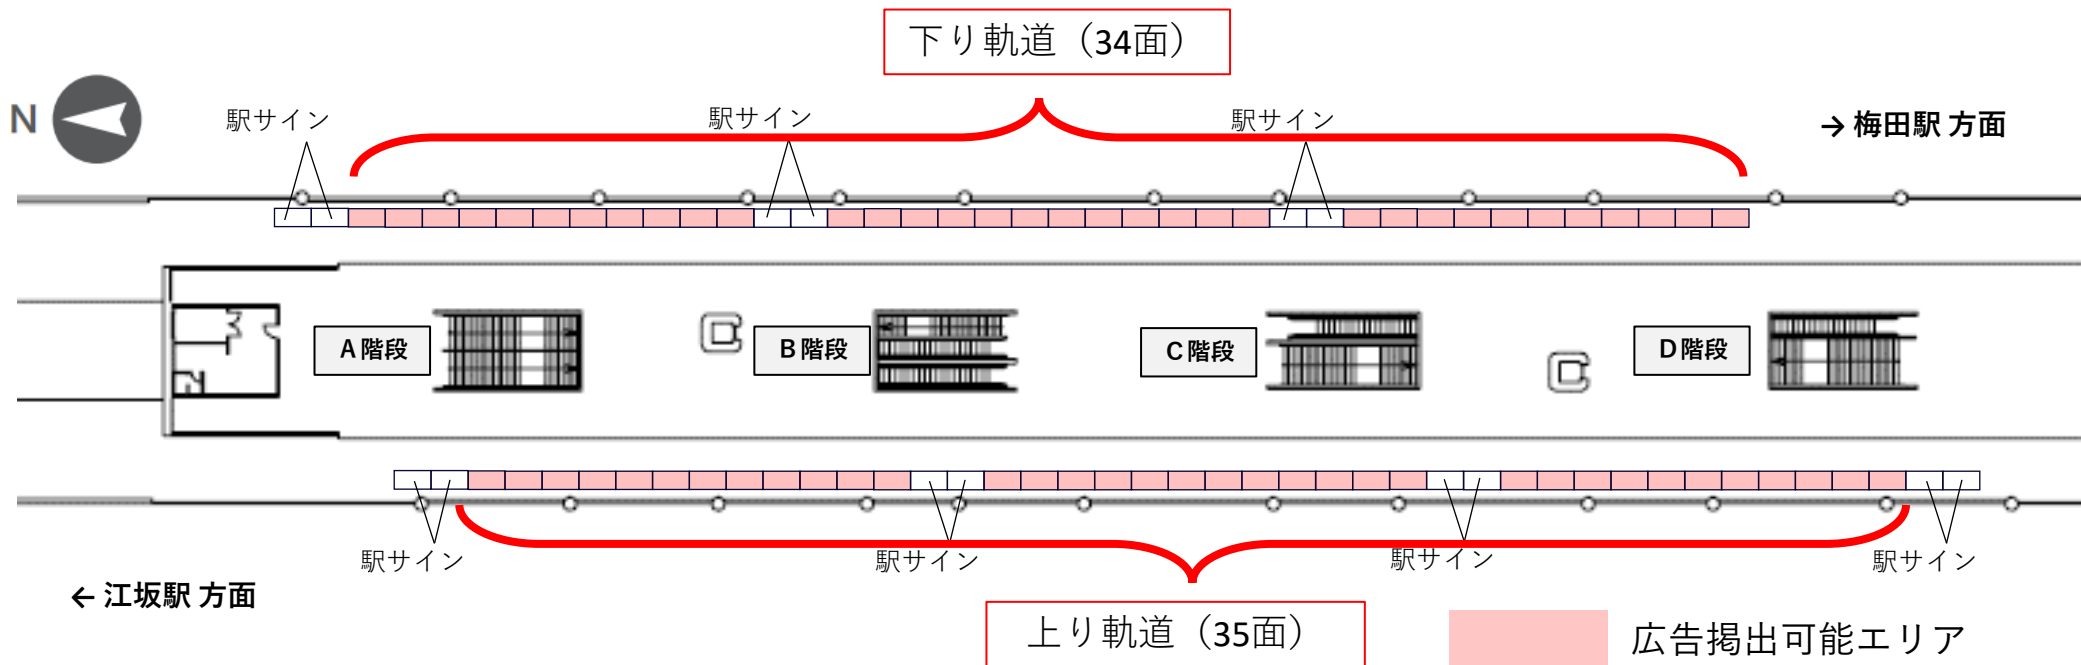 下り軌道（34面）
N
駅サイン
駅サイン
駅サイン
→ 梅田駅 方面
A階段
B階段
C階段
D階段
駅サイン
駅サイン
駅サイン
駅サイン
← 江坂駅 方面
上り軌道（35面）
広告掲出可能エリア